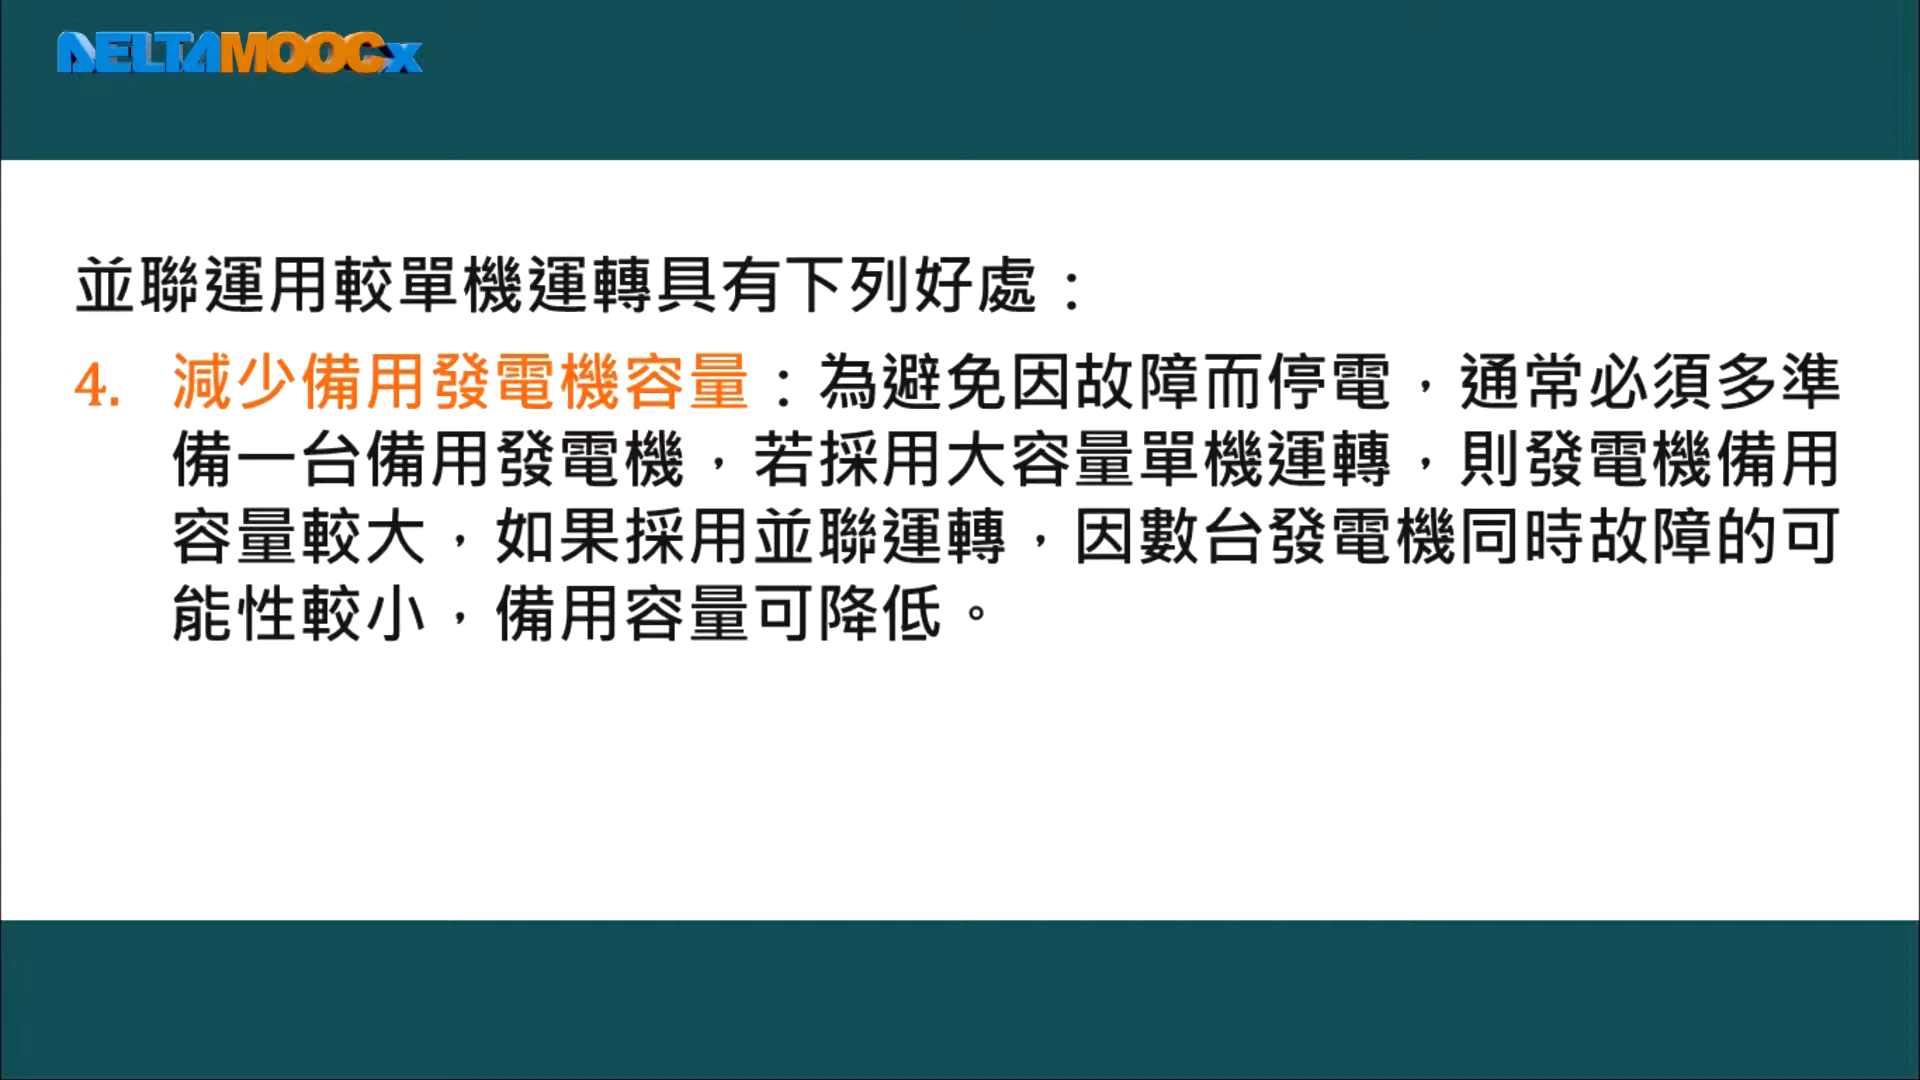 DELTAMOOCx
並聯運用較單機運轉具有下列好處：
4. 減少備用發電機容量：為避免因故障而停電，通常必須多準
備一台備用發電機，若採用大容量單機運轉，則發電機備用
容量較大，如果採用並聯運轉，因數台發電機同時故障的可
能性較小，備用容量可降低。